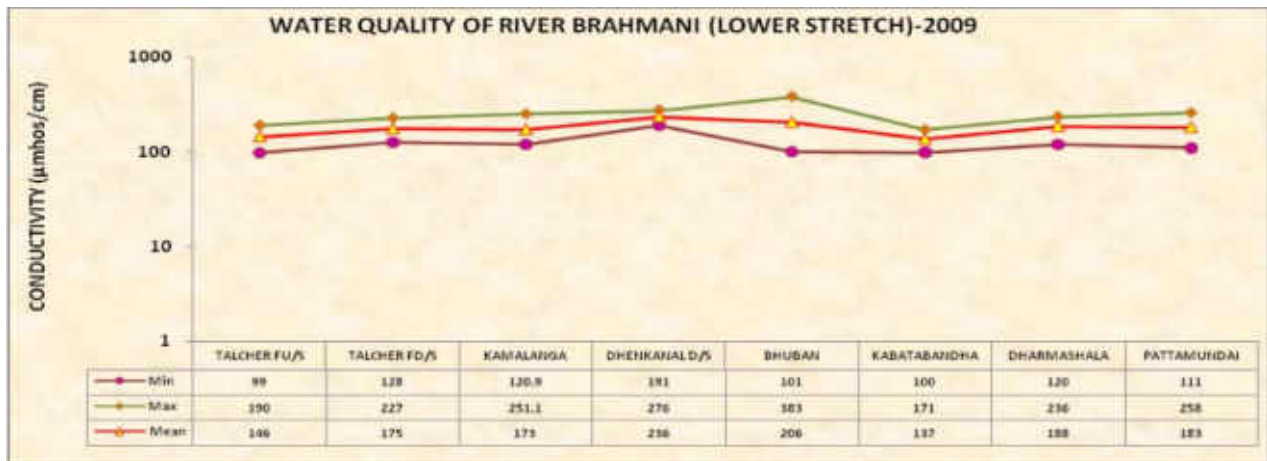 WATER QUALITY OF RIVER BRAHMANI (LOWER STRETCH)-2009
CONDUCTIVITY (µmhos/cm)
1000
100
10
1
TALCHER FU/S TALCHER FD/S KAMALANGA DHENKANAL D/S BHUBAN KABATABANDHA DHARMASHALA PATTAMUNDAI
Min 99 128 120.9 191 101 100 120 111
Max 190 227 251.1 276 383 171 236 258
Mean 146 175 173 236 206 137 188 183